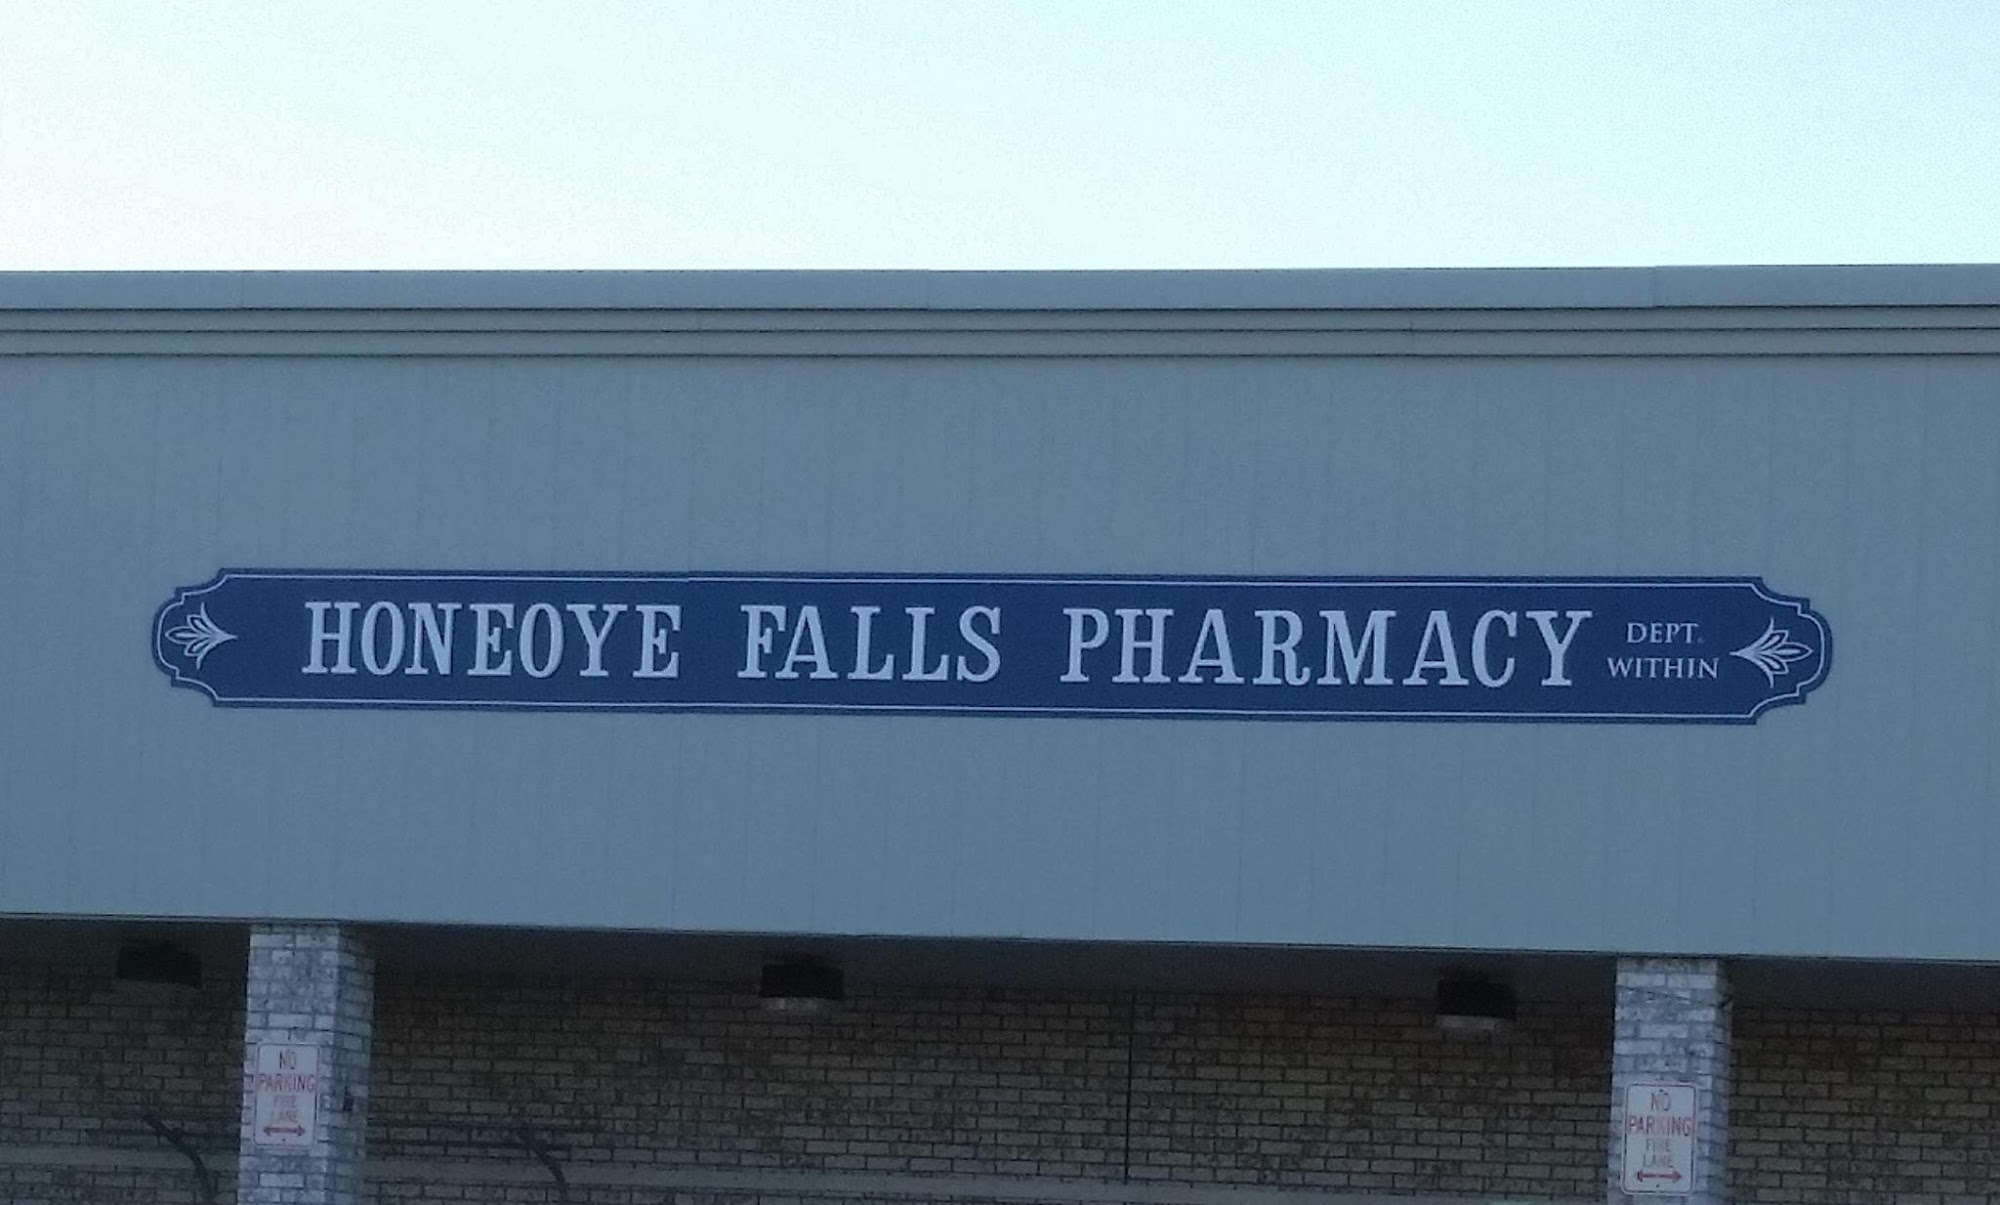 HONEOYE FALLS PHARMACY
DEPT.
WITHIN
NO
PARKING
FIRE
LANE
NO
PARKING
FIRE
LANE